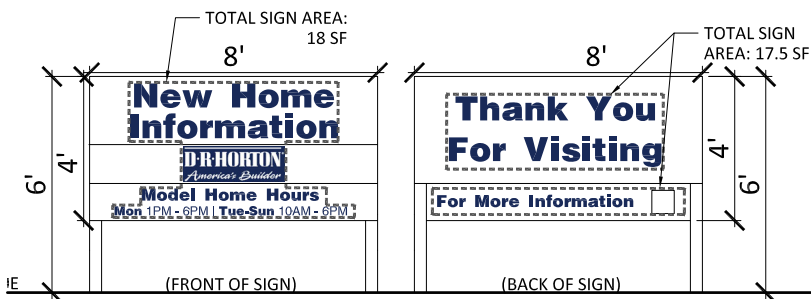 TOTAL SIGN AREA:
18 SF
8'
New Home
Information
D·R·HORTON
America's Builder
Model Home Hours
Mon 1PM - 6PM | Tue-Sun 10AM - 6PM
6'
4'
(FRONT OF SIGN)
TOTAL SIGN
AREA: 17.5 SF
8'
Thank You
For Visiting
For More Information
4'
6'
(BACK OF SIGN)